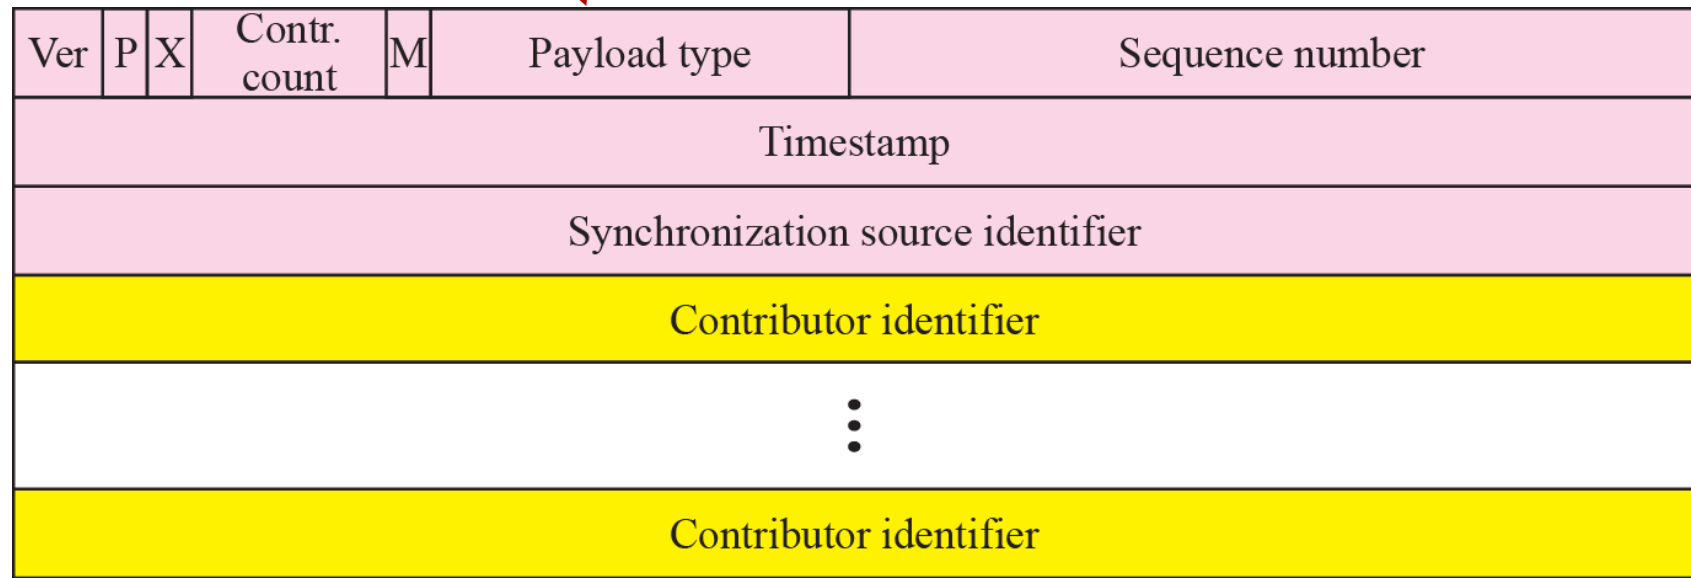 Ver P X Contr. count M Payload type Sequence number
Timestamp
Synchronization source identifier
Contributor identifier
Contributor identifier